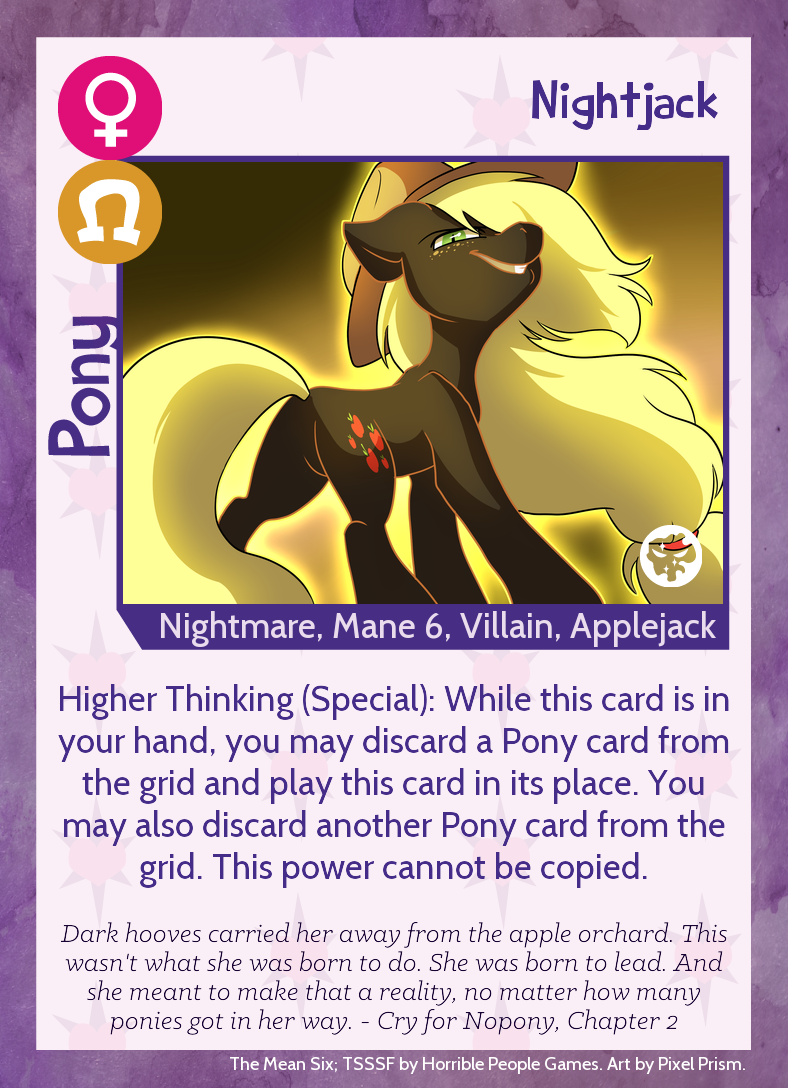 Nightjack
Pony
Nightmare, Mane 6, Villain, Applejack
Higher Thinking (Special): While this card is in
your hand, you may discard a Pony card from
the grid and play this card in its place. You
may also discard another Pony card from the
grid. This power cannot be copied.
Dark hooves carried her away from the apple orchard. This
wasn't what she was born to do. She was born to lead. And
she meant to make that a reality, no matter how many
ponies got in her way. - Cry for Nopony, Chapter 2
The Mean Six; TSSSF by Horrible People Games. Art by Pixel Prism.